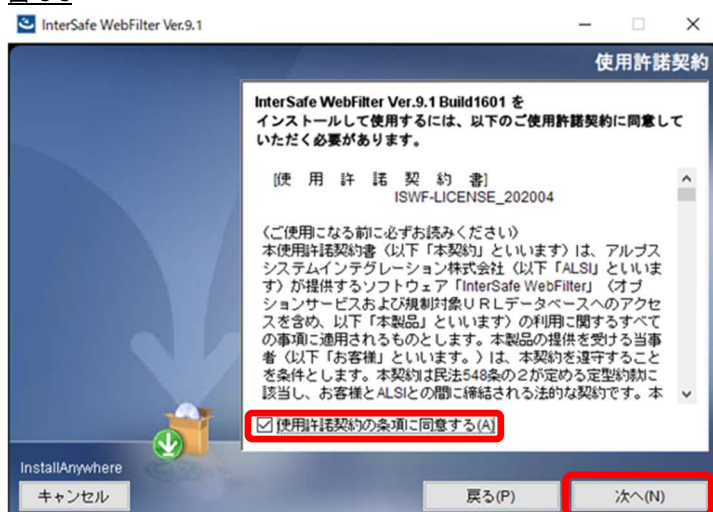 InterSafe WebFilter Ver.9.1
使用許諾契約
InterSafe WebFilter Ver.9.1 Build1601 を
インストールして使用するには、以下のご使用許諾契約に同意して
いただく必要があります。
[使 用 許 諾 契 約 書]
ISWF-LICENSE_202004
（ご使用になる前に必ずお読みください）
本使用許諾契約書（以下「本契約」といいます）は、アルプス
システムインテグレーション株式会社（以下「ALSI」といいま
す）が提供するソフトウェア「InterSafe WebFilter」（オプ
ションサービスおよび規制対象ＵＲＬデータベースへのアクセ
スを含め、以下「本製品」といいます）の利用に関するすべて
の事項に適用されるものとします。本製品の提供を受ける当事
者（以下「お客様」といいます。）は、本契約を遵守すること
を条件とします。本契約は民法548条の２が定める定型約款に
該当し、お客様とALSIとの間に締結される法的な契約です。本
使用許諾契約の条項に同意する(A)
InstallAnywhere
キャンセル
戻る(P)
次へ(N)